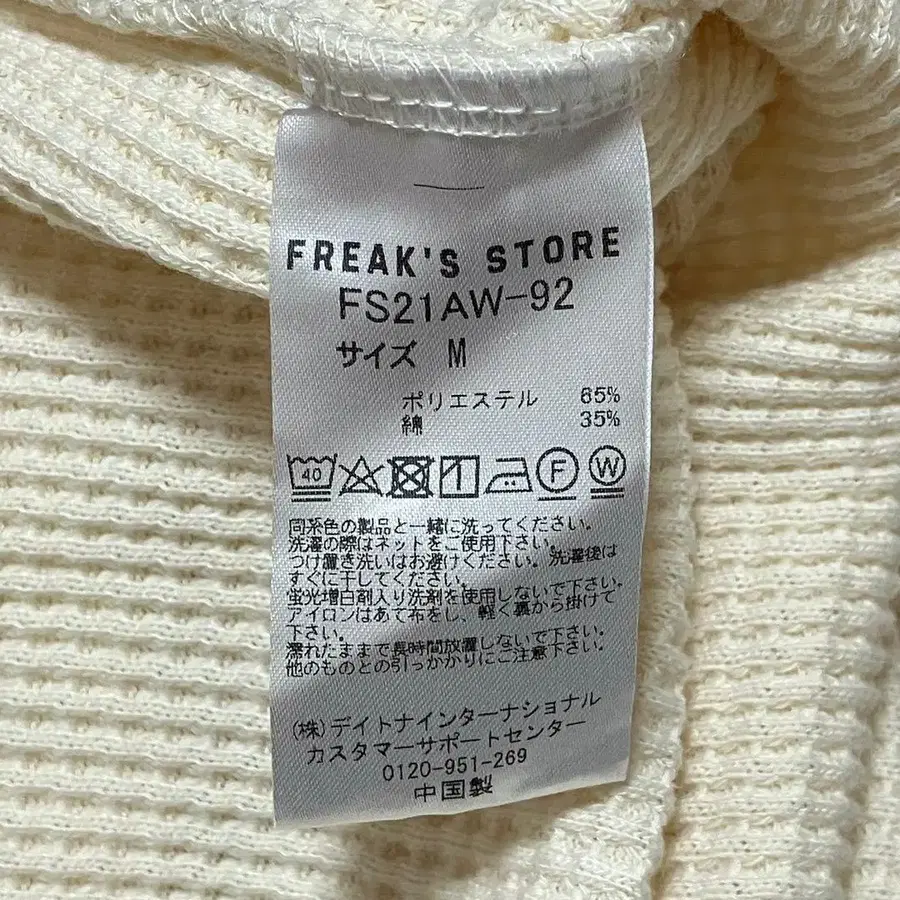 FREAK'S STORE
FS21AW-92
サイズ M
ポリエステル 65%
綿 35%
40 F W
同系色の製品と一緒に洗ってください。
洗濯の際はネットをご使用下さい。
つけ置き洗いはお避けください。洗濯後は
すぐに干してください。
蛍光増白剤入り洗剤を使用しないで下さい。
アイロンはあて布をし、軽く裏から掛けて
下さい。
濡れたままで長時間放置しないで下さい。
他のものとの引っかかりにご注意下さい。
(株)デイトナインターナショナル
カスタマーサポートセンター
0120-951-269
中国製